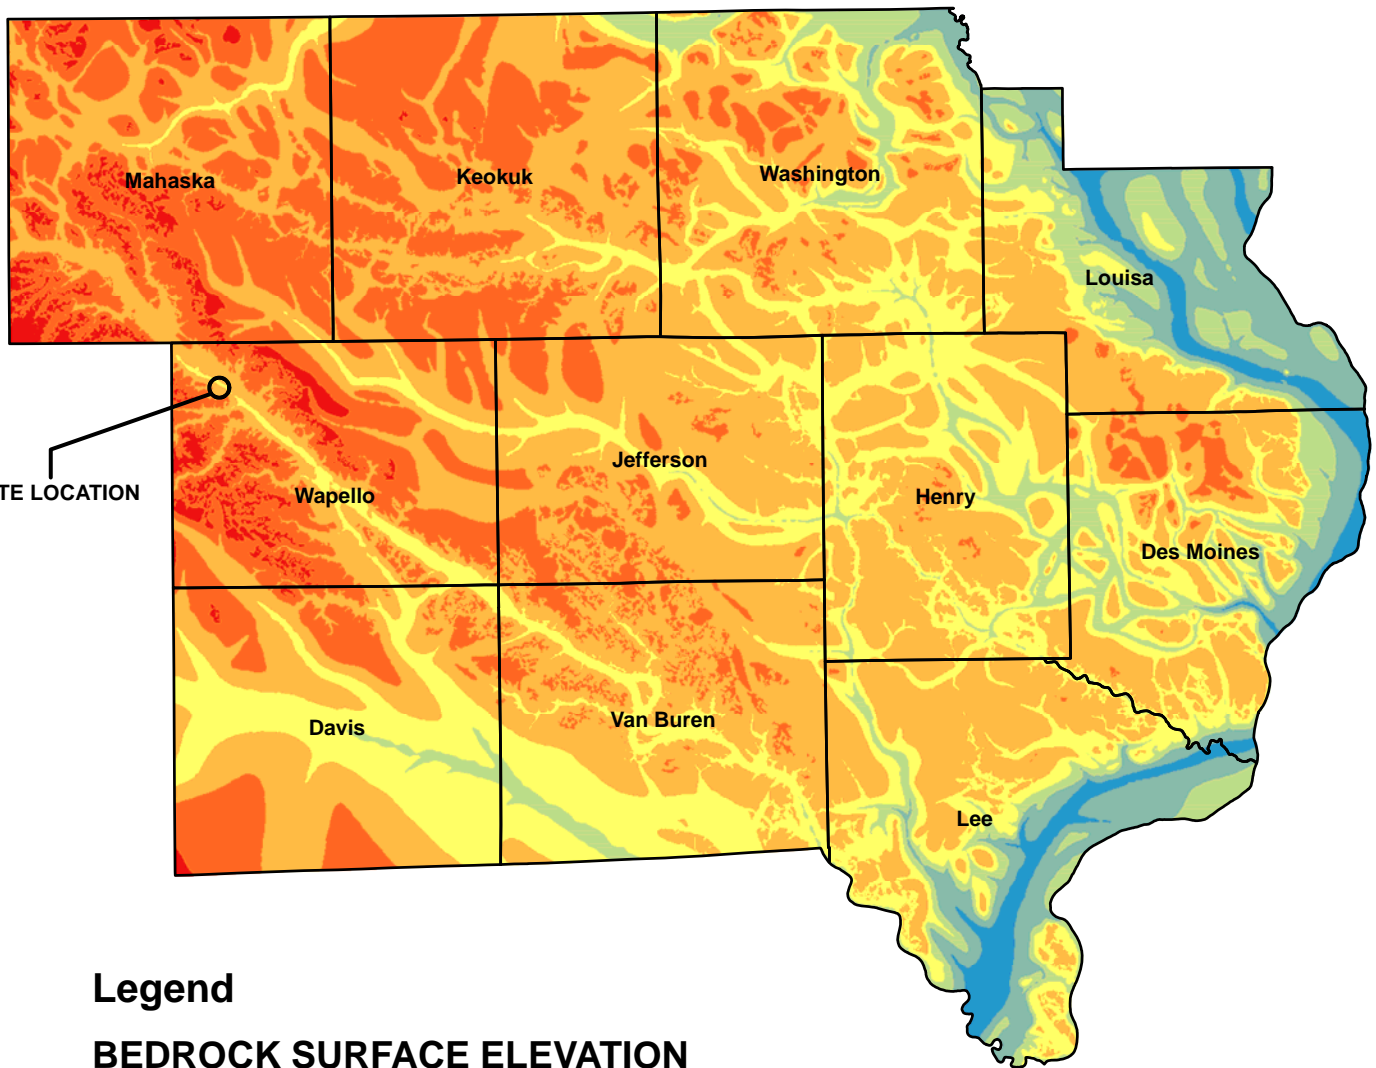 Mahaska
Keokuk
Washington
Louisa
TE LOCATION
Wapello
Jefferson
Henry
Des Moines
Davis
Van Buren
Lee
Legend
BEDROCK SURFACE ELEVATION